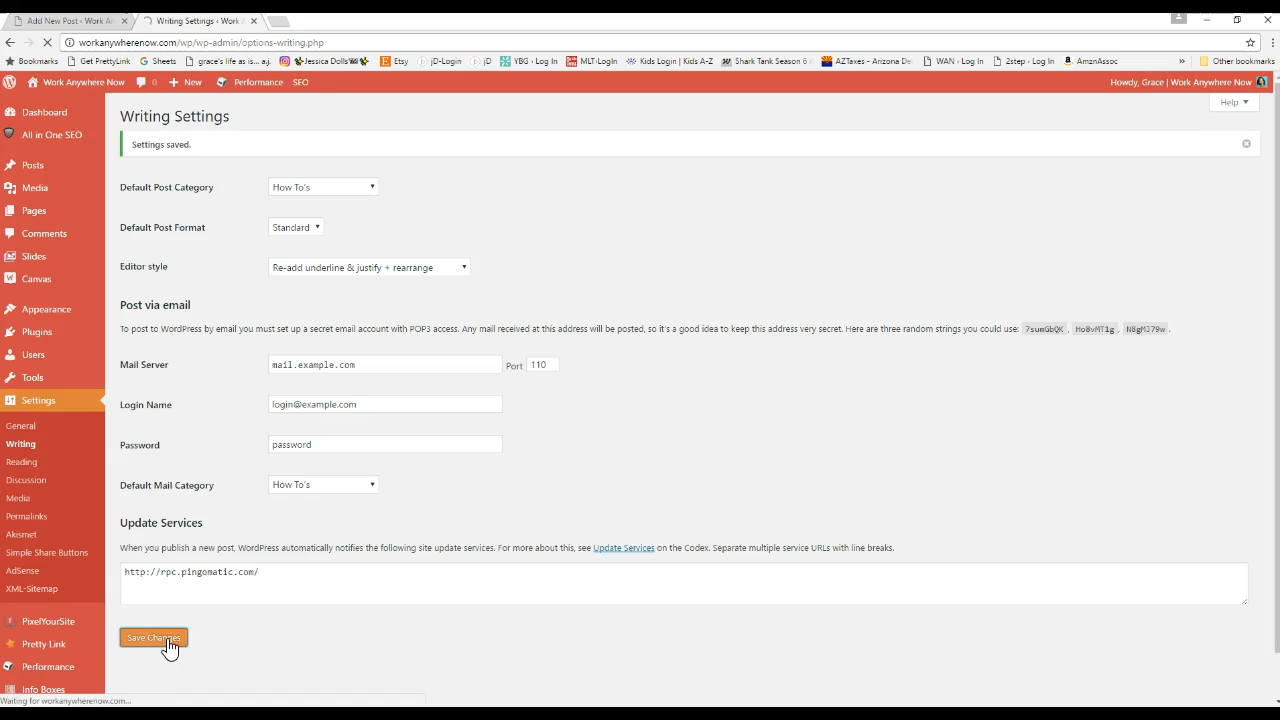 Add New Post ‹ Work An
Writing Settings ‹ Work A
workanywherenow.com/wp/wp-admin/options-writing.php
Bookmarks Get PrettyLink Sheets grace's life as is... a.j. Jessica Dolls Etsy jD-Login jD YBG - Log In MLT-LogIn Kids Login | Kids A-Z Shark Tank Season 6 AZTaxes - Arizona De WAN ‹ Log In 2step ‹ Log In AmznAssoc » Other bookmarks
Work Anywhere Now 0 New Performance SEO
Howdy, Grace | Work Anywhere Now
Help
Dashboard
All in One SEO
Posts
Media
Pages
Comments
Slides
Canvas
Appearance
Plugins
Users
Tools
Settings
General
Writing
Reading
Discussion
Media
Permalinks
Akismet
Simple Share Buttons
AdSense
XML-Sitemap
PixelYourSite
Pretty Link
Performance
Info Boxes
Writing Settings
Settings saved.
Default Post Category How To's
Default Post Format Standard
Editor style Re-add underline & justify + rearrange
Post via email
To post to WordPress by email you must set up a secret email account with POP3 access. Any mail received at this address will be posted, so it's a good idea to keep this address very secret. Here are three random strings you could use: 7sumGbQK , Ho8vMT1g , N8gMJ79w .
Mail Server mail.example.com Port 110
Login Name login@example.com
Password password
Default Mail Category How To's
Update Services
When you publish a new post, WordPress automatically notifies the following site update services. For more about this, see Update Services on the Codex. Separate multiple service URLs with line breaks.
http://rpc.pingomatic.com/
Save Changes
Waiting for workanywherenow.com...